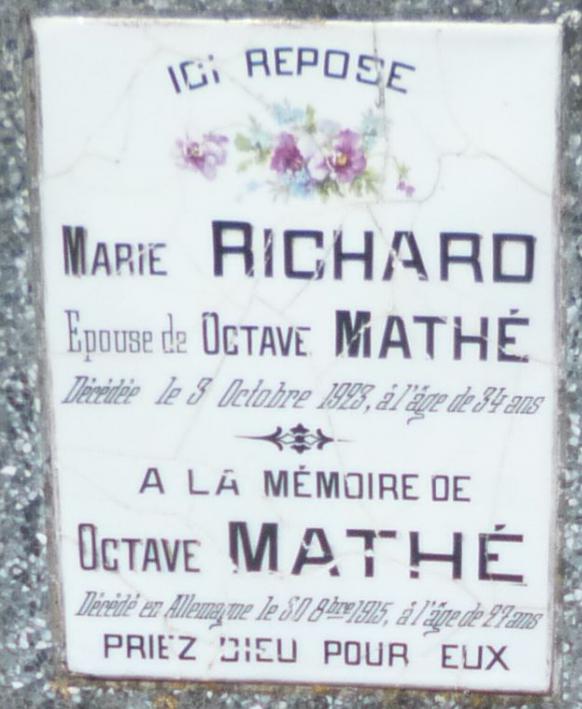 ICI REPOSE
MARIE RICHARD
Epouse de OCTAVE MATHÉ
Décédée le 3 Octobre 1923, à l'âge de 34 ans
A LA MÉMOIRE DE
OCTAVE MATHÉ
Décédé en Allemagne le 8bre 1915, à l'âge de 27 ans
PRIEZ DIEU POUR EUX